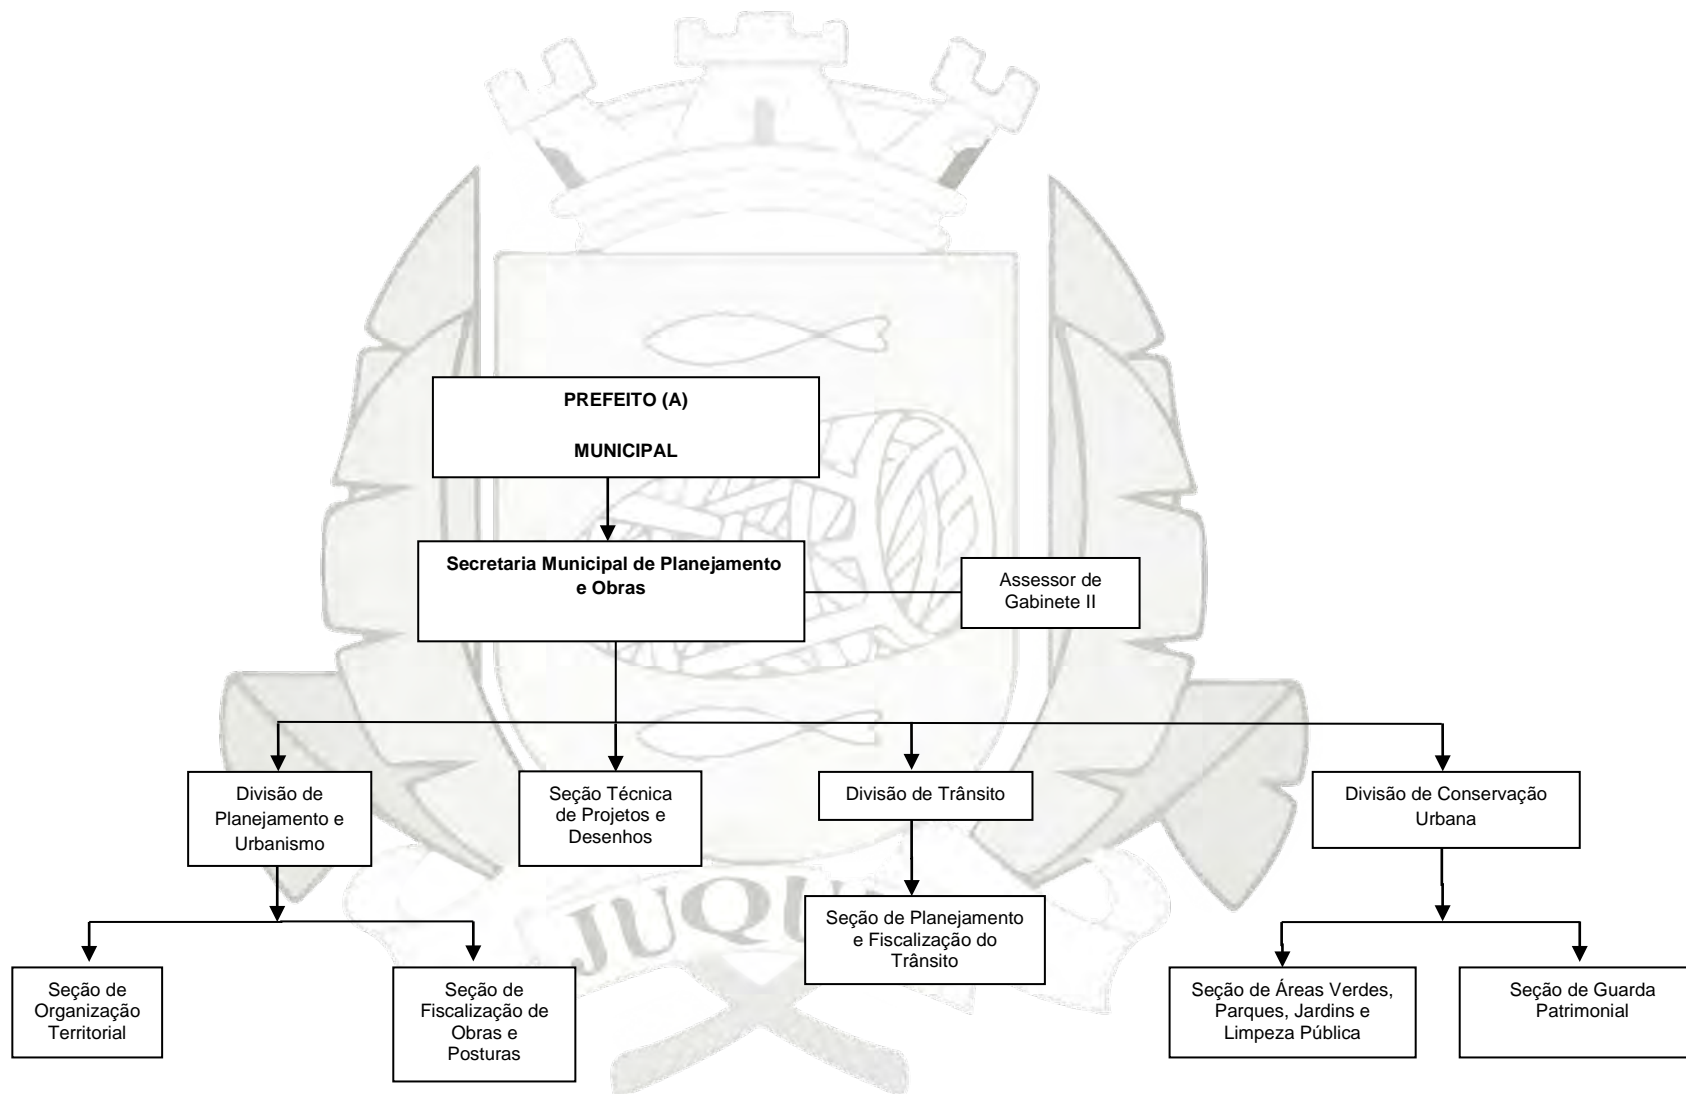 PREFEITO (A)
MUNICIPAL
Secretaria Municipal de Planejamento
e Obras
Assessor de
Gabinete II
Divisão de
Planejamento e
Urbanismo
Seção Técnica
de Projetos e
Desenhos
Divisão de Trânsito
Divisão de Conservação
Urbana
Seção de Planejamento
e Fiscalização do
Trânsito
Seção de
Organização
Territorial
Seção de
Fiscalização de
Obras e
Posturas
Seção de Áreas Verdes,
Parques, Jardins e
Limpeza Pública
Seção de Guarda
Patrimonial